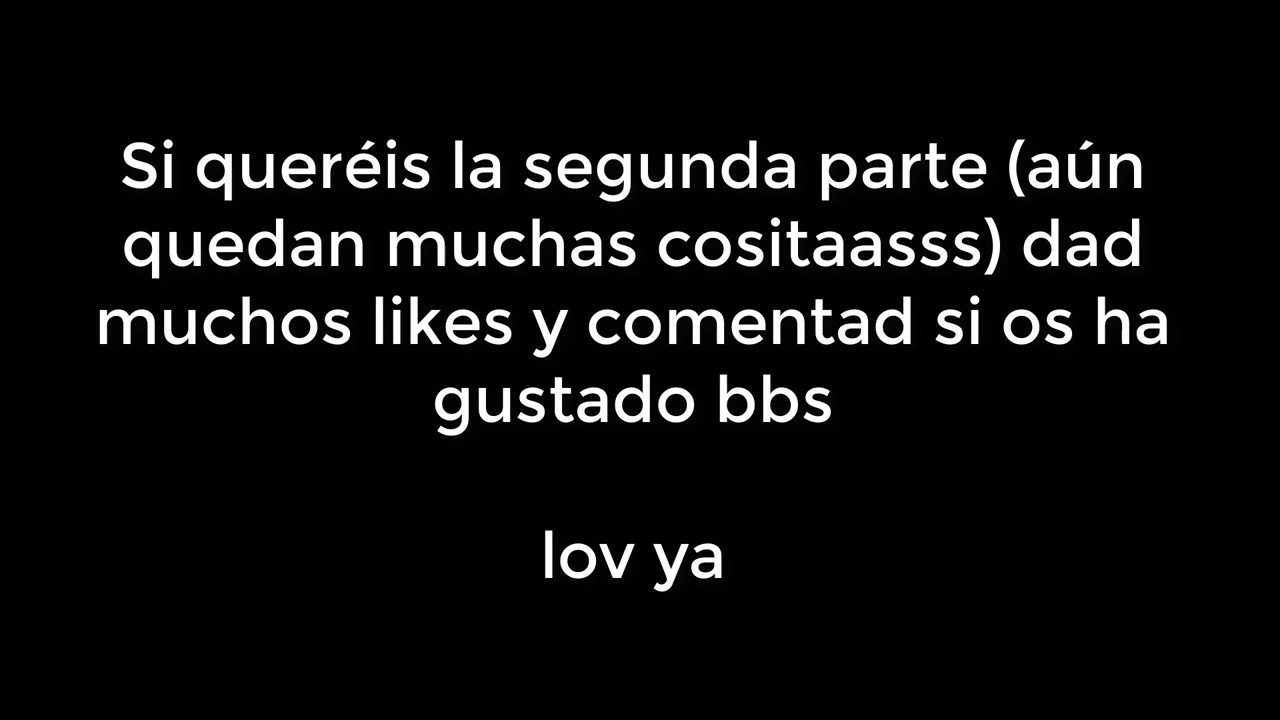 Si queréis la segunda parte (aún
quedan muchas cositaasss) dad
muchos likes y comentad si os ha
gustado bbs
lov ya